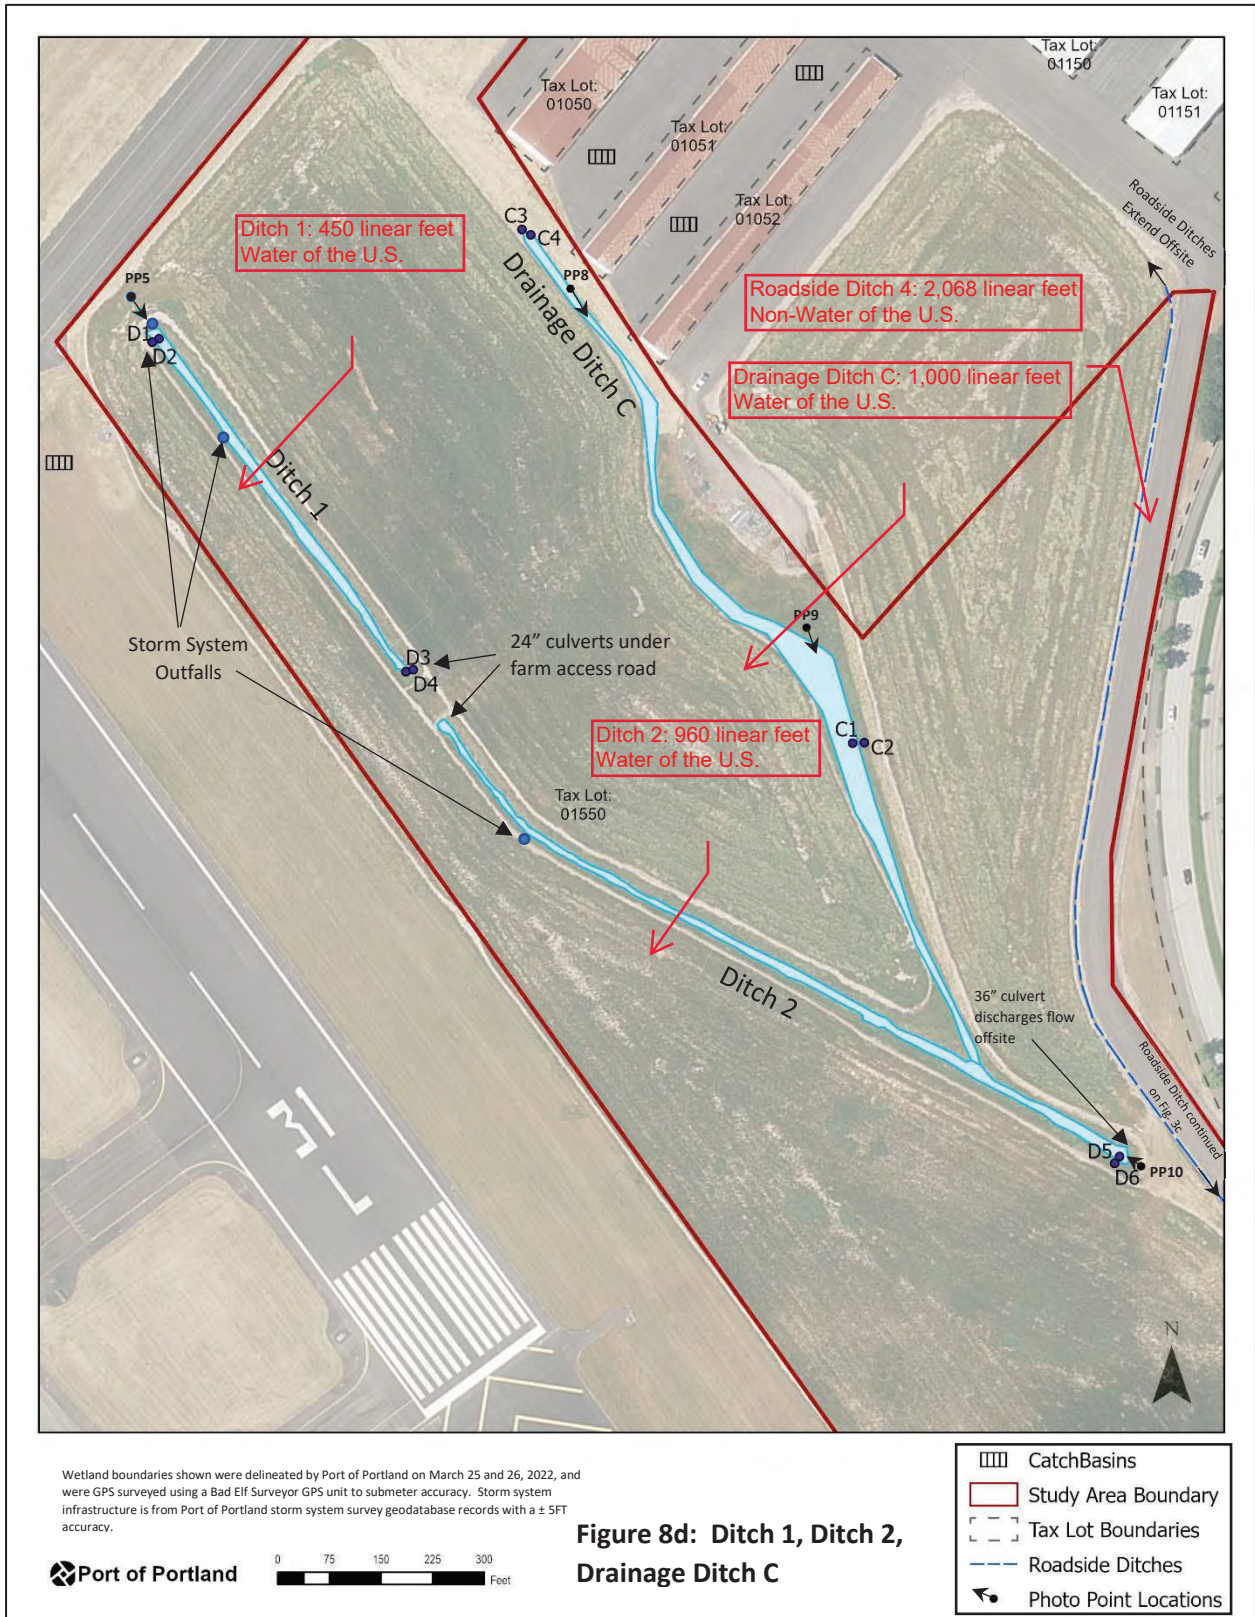 Tax Lot:
01050
Tax Lot:
01051
Tax Lot:
01052
Tax Lot:
01150
Tax Lot:
01151
Roadside Ditches
Extend Offsite
Ditch 1: 450 linear feet
Water of the U.S.
C3
C4
PP8
Drainage Ditch C
PP5
D1
D2
Roadside Ditch 4: 2,068 linear feet
Non-Water of the U.S.
Drainage Ditch C: 1,000 linear feet
Water of the U.S.
Ditch 1
Storm System
Outfalls
24” culverts under
farm access road
D3
D4
PP9
C1
C2
Ditch 2: 960 linear feet
Water of the U.S.
Tax Lot:
01550
Ditch 2
36” culvert
discharges flow
offsite
Roadside Ditch continued
on Fig. 3c
D5
D6
PP10
31L
N
Wetland boundaries shown were delineated by Port of Portland on March 25 and 26, 2022, and
were GPS surveyed using a Bad Elf Surveyor GPS unit to submeter accuracy. Storm system
infrastructure is from Port of Portland storm system survey geodatabase records with a ± 5FT
accuracy.
Port of Portland
0 75 150 225 300
Feet
Figure 8d: Ditch 1, Ditch 2,
Drainage Ditch C
CatchBasins
Study Area Boundary
Tax Lot Boundaries
Roadside Ditches
Photo Point Locations